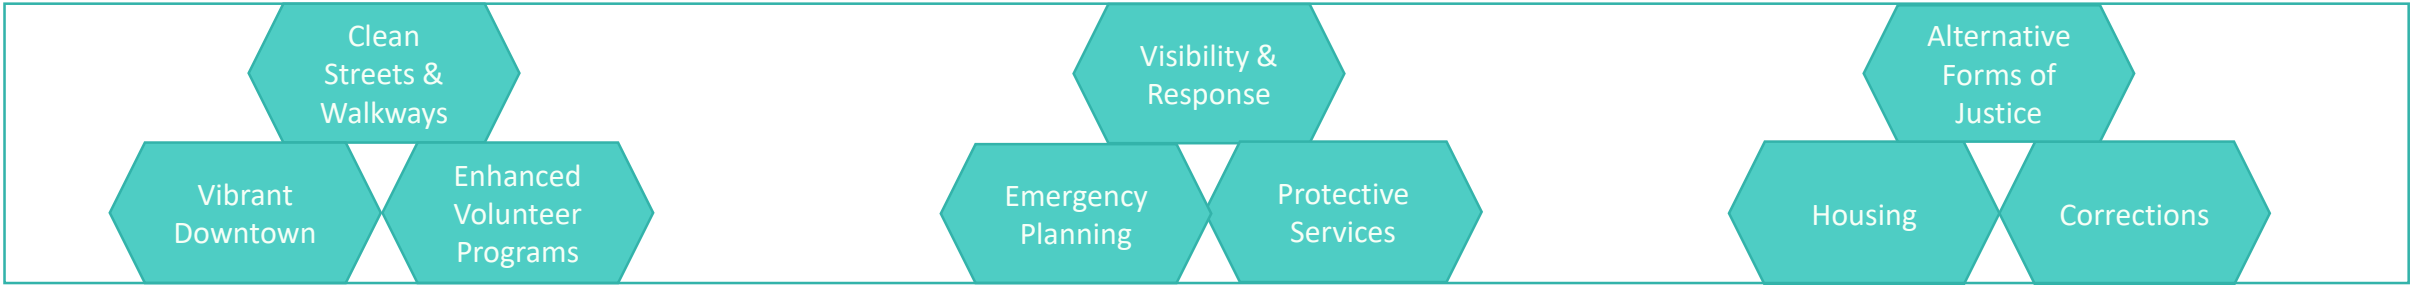 Clean
Streets &
Walkways
Vibrant
Downtown
Enhanced
Volunteer
Programs
Visibility &
Response
Emergency
Planning
Protective
Services
Alternative
Forms of
Justice
Housing
Corrections